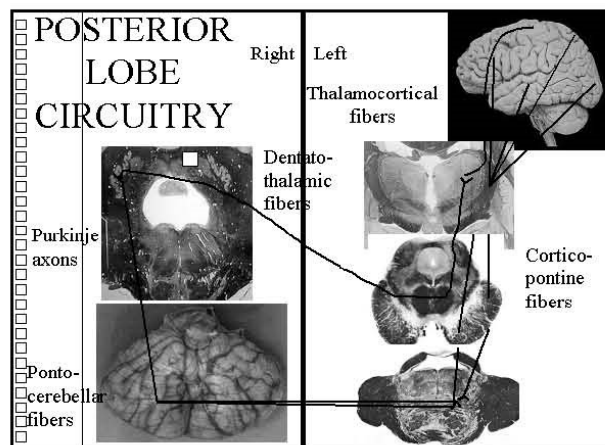 POSTERIOR
LOBE
CIRCUITRY
Right
Left
Thalamocortical
fibers
Dentato-
thalamic
fibers
Purkinje
axons
Cortico-
pontine
fibers
Ponto-
cerebellar
fibers